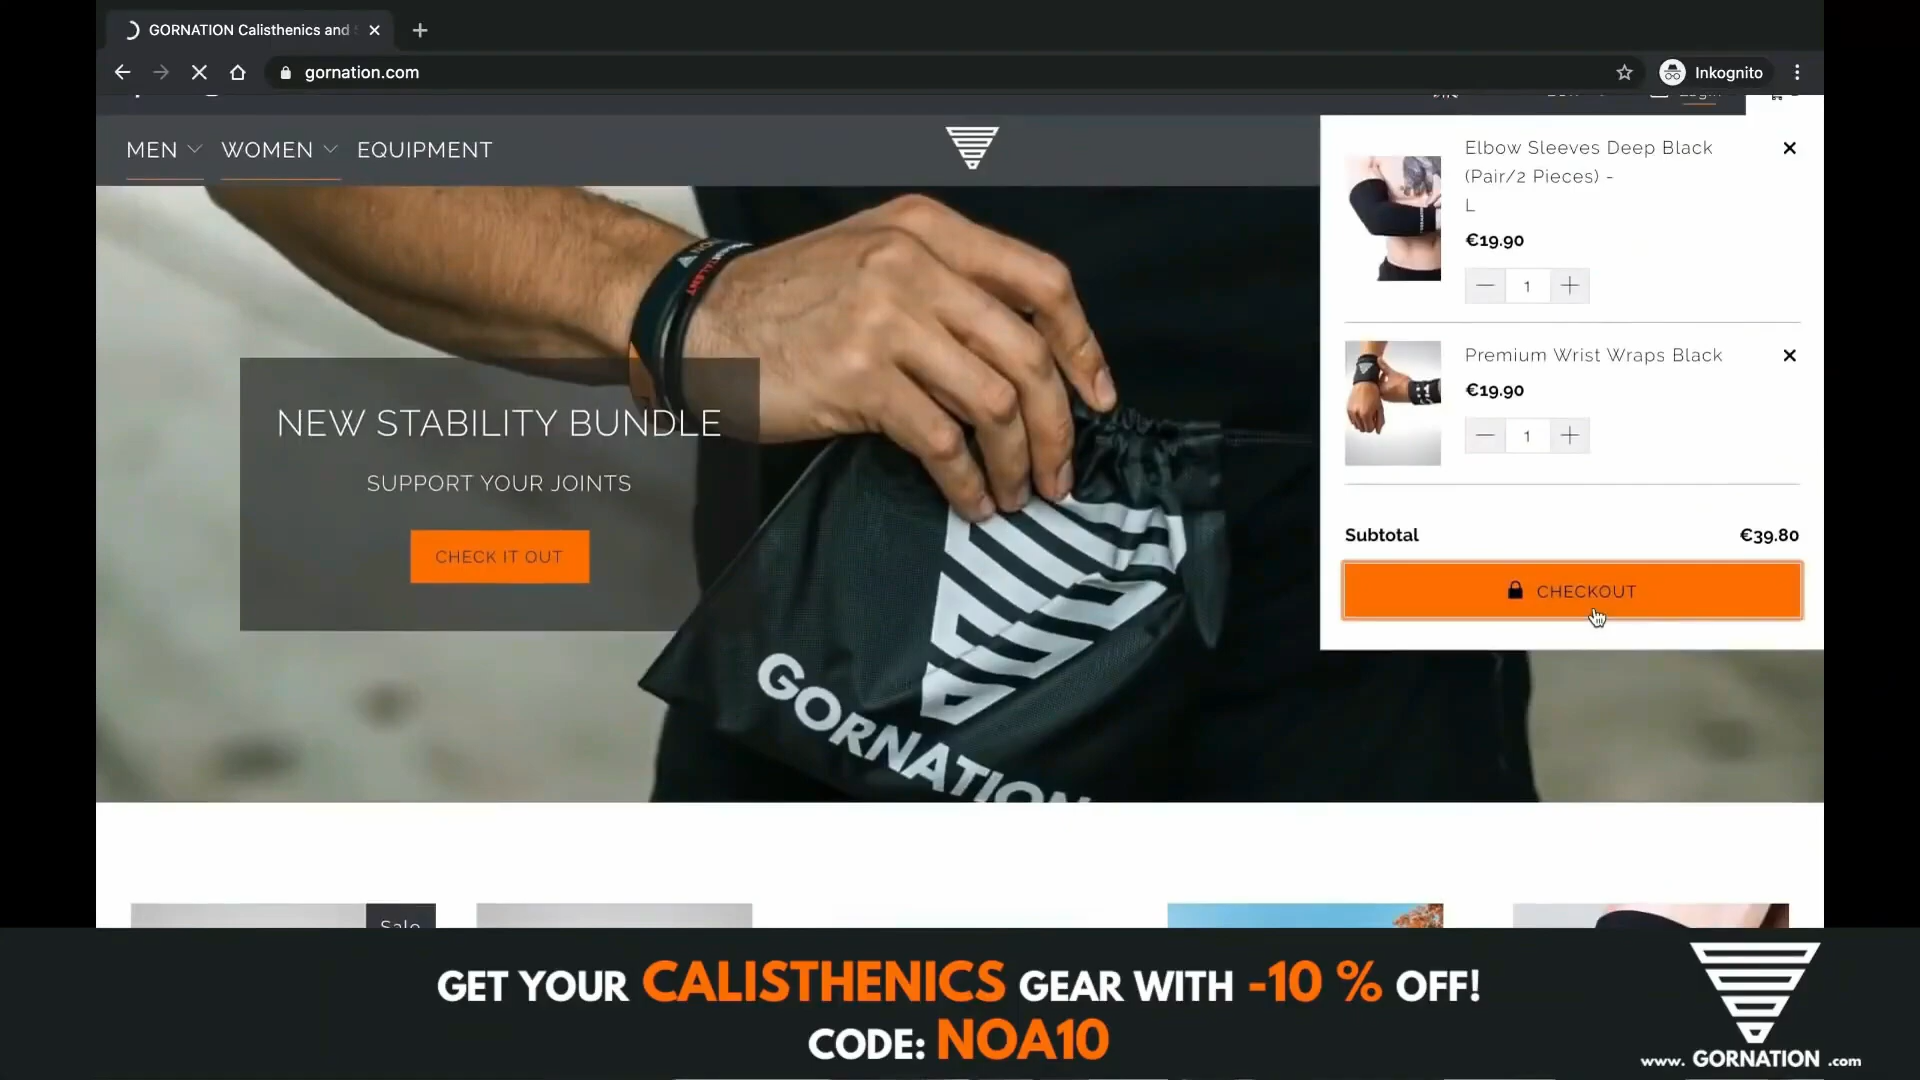 GORNATION Calisthenics and
gornation.com
Inkognito
Login
MEN
WOMEN
EQUIPMENT
NEW STABILITY BUNDLE
SUPPORT YOUR JOINTS
CHECK IT OUT
GORNATION
Elbow Sleeves Deep Black
(Pair/2 Pieces) -
L
€19.90
1
Premium Wrist Wraps Black
€19.90
1
Subtotal
€39.80
CHECKOUT
Sale
GET YOUR CALISTHENICS GEAR WITH -10 % OFF!
CODE: NOA10
www. GORNATION .com